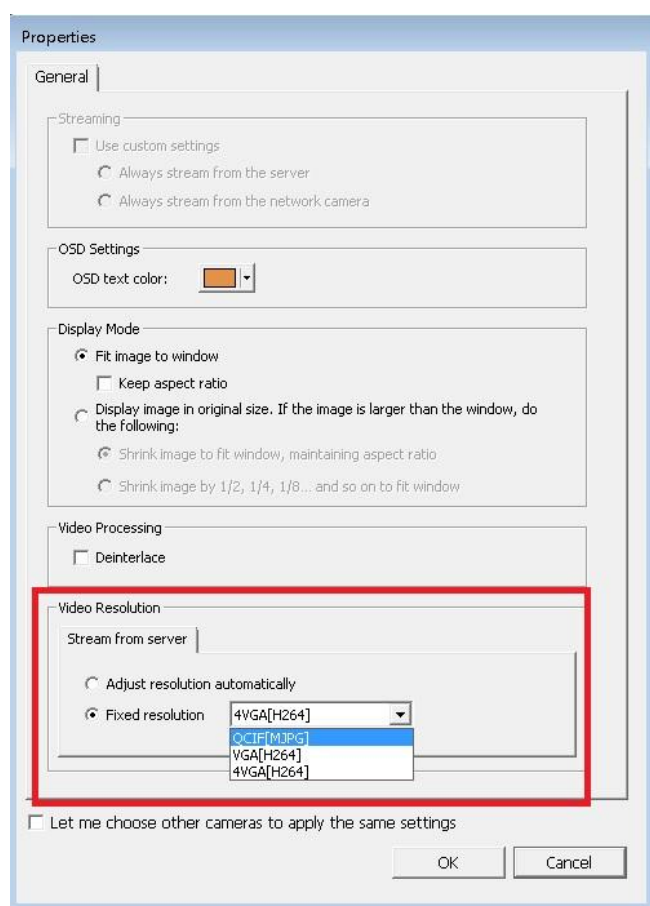 Properties
General
Streaming
Use custom settings
Always stream from the server
Always stream from the network camera
OSD Settings
OSD text color:
Display Mode
Fit image to window
Keep aspect ratio
Display image in original size. If the image is larger than the window, do
the following:
Shrink image to fit window, maintaining aspect ratio
Shrink image by 1/2, 1/4, 1/8... and so on to fit window
Video Processing
Deinterlace
Video Resolution
Stream from server
Adjust resolution automatically
Fixed resolution 4VGA[H264]
QCIF[MJPG]
VGA[H264]
4VGA[H264]
Let me choose other cameras to apply the same settings
OK Cancel